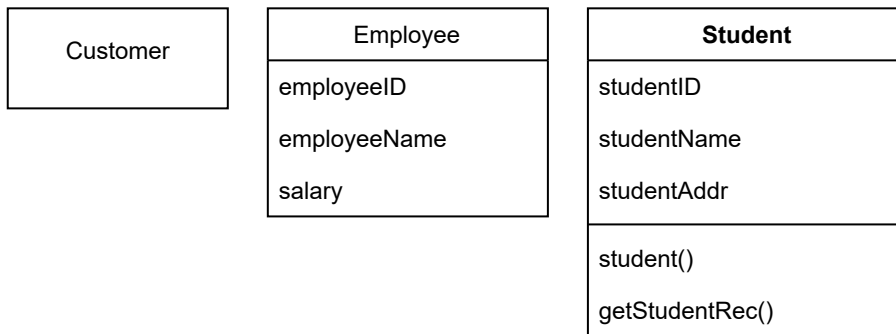 Customer
Employee
employeeID
employeeName
salary
Student
studentID
studentName
studentAddr
student()
getStudentRec()